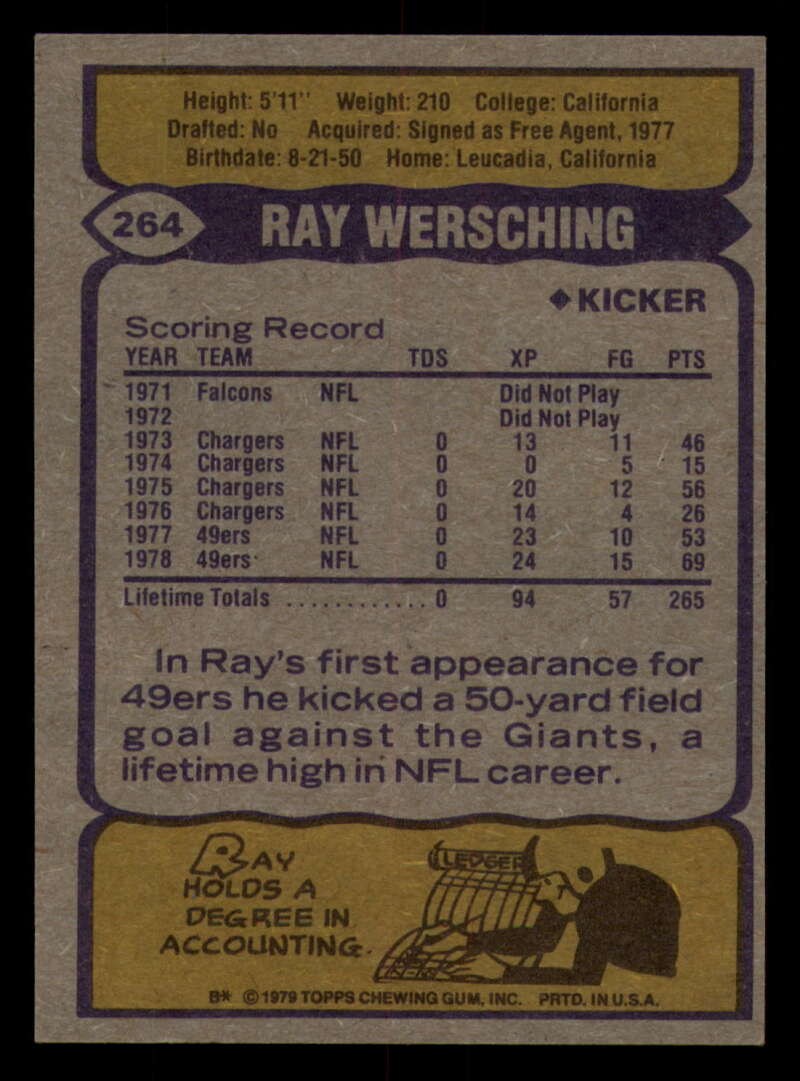 Height: 5'11" Weight: 210 College: California
Drafted: No Acquired: Signed as Free Agent, 1977
Birthdate: 8-21-50 Home: Leucadia, California
264 RAY WERSCHING
◆KICKER
Scoring Record
YEAR TEAM TDS XP FG PTS
1971 Falcons NFL Did Not Play
1972 Did Not Play
1973 Chargers NFL 0 13 11 46
1974 Chargers NFL 0 0 5 15
1975 Chargers NFL 0 20 12 56
1976 Chargers NFL 0 14 4 26
1977 49ers NFL 0 23 10 53
1978 49ers NFL 0 24 15 69
Lifetime Totals ............ 0 94 57 265
In Ray's first appearance for
49ers he kicked a 50-yard field
goal against the Giants, a
lifetime high in NFL career.
RAY
HOLDS A
DEGREE IN
ACCOUNTING.
LEDGER
B* ©1979 TOPPS CHEWING GUM, INC. PRTD. IN U.S.A.